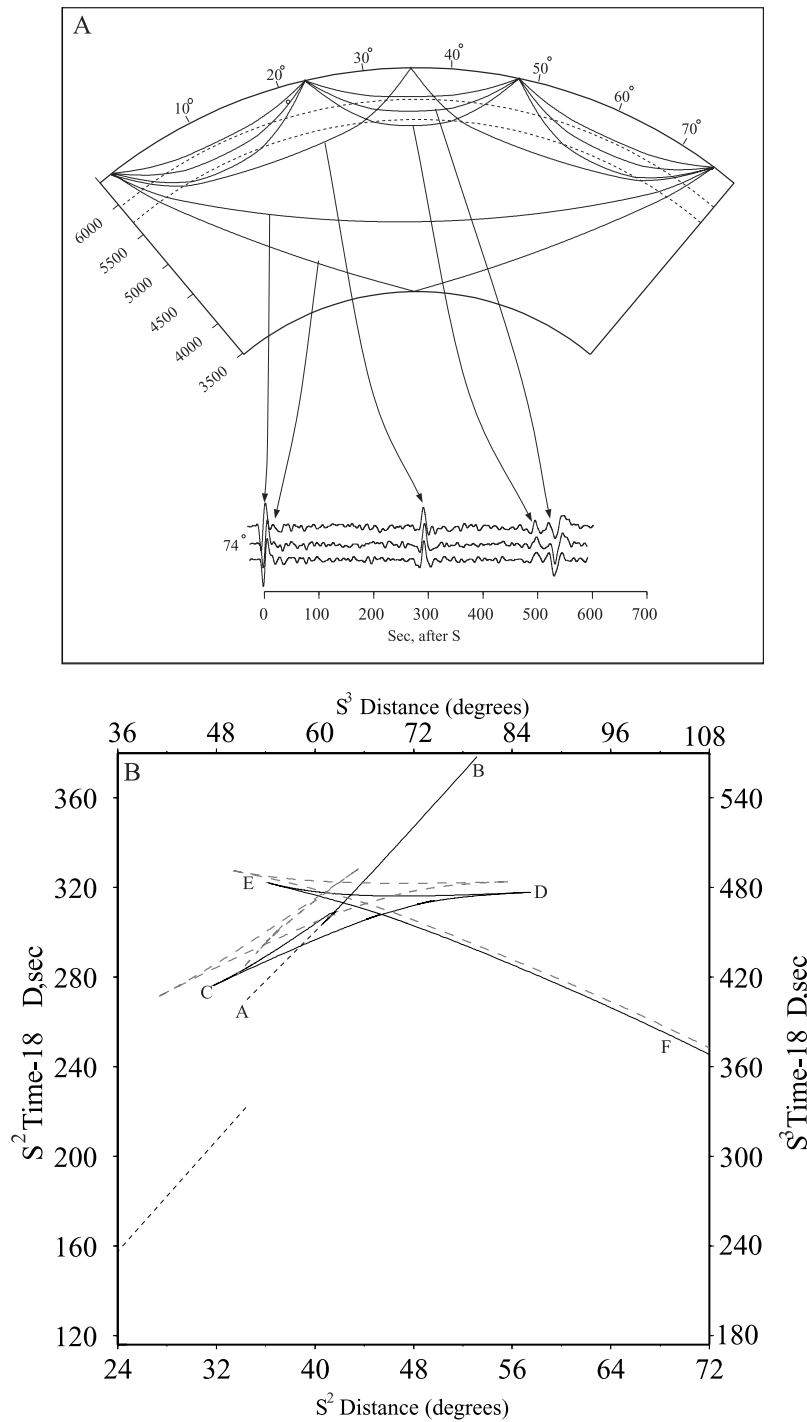 A
10°
20°
30°
40°
50°
60°
70°
6000
5500
5000
4500
4000
3500
74°
0 100 200 300 400 500 600 700
Sec, after S
S³ Distance (degrees)
36 48 60 72 84 96 108
B
B
E
D
C
A
F
360
320
280
240
200
160
120
S² Time-18 D,sec
540
480
420
360
300
240
180
S³ Time-18 D,sec
24 32 40 48 56 64 72
S² Distance (degrees)